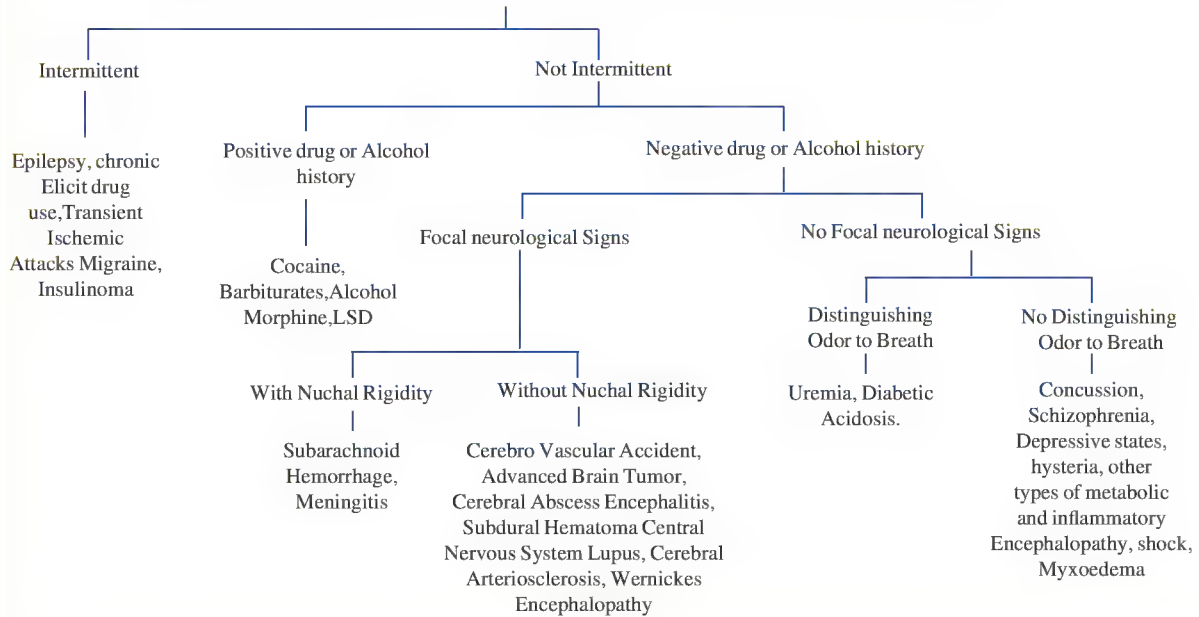 Intermittent
Not Intermittent
Epilepsy, chronic
Elicit drug
use,Transient
Ischemic
Attacks Migraine,
Insulinoma
Positive drug or Alcohol
history
Negative drug or Alcohol history
Cocaine,
Barbiturates,Alcohol
Morphine,LSD
Focal neurological Signs
No Focal neurological Signs
With Nuchal Rigidity
Without Nuchal Rigidity
Subarachnoid
Hemorrhage,
Meningitis
Cerebro Vascular Accident,
Advanced Brain Tumor,
Cerebral Abscess Encephalitis,
Subdural Hematoma Central
Nervous System Lupus, Cerebral
Arteriosclerosis, Wernickes
Encephalopathy
Distinguishing
Odor to Breath
No Distinguishing
Odor to Breath
Uremia, Diabetic
Acidosis.
Concussion,
Schizophrenia,
Depressive states,
hysteria, other
types of metabolic
and inflammatory
Encephalopathy, shock,
Myxoedema